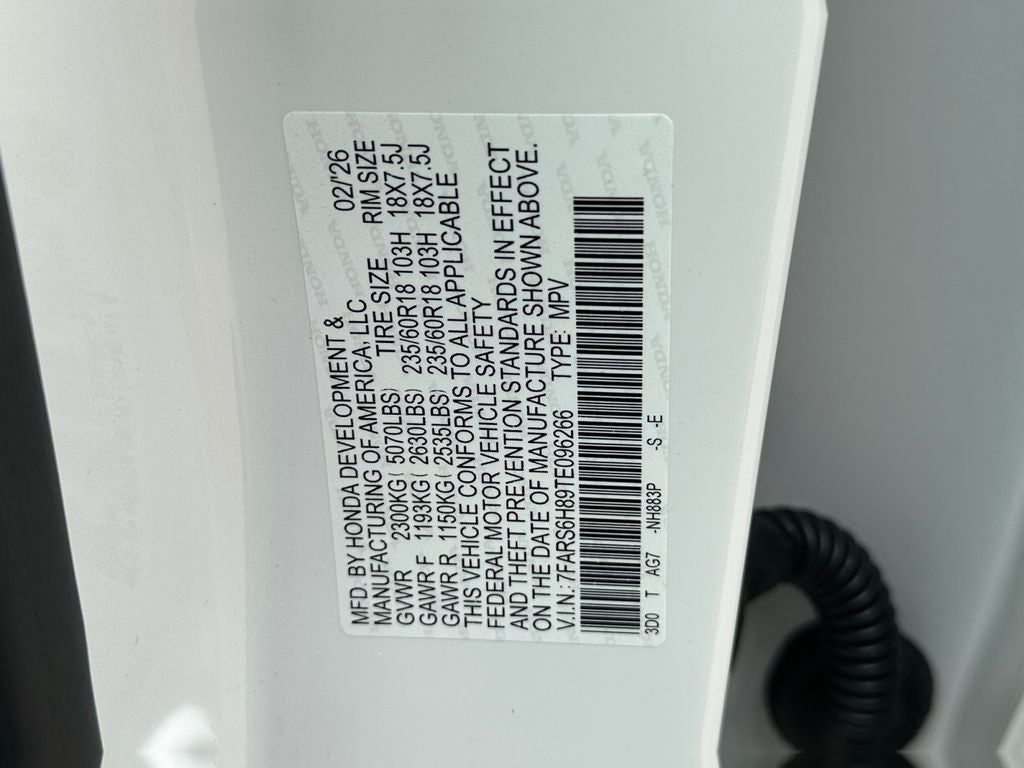 MFD. BY HONDA DEVELOPMENT & 02/'26
MANUFACTURING OF AMERICA, LLC
TIRE SIZE RIM SIZE
GVWR 2300KG( 5070LBS) 235/60R18 103H 18X7.5J
GAWR F 1193KG( 2630LBS) 235/60R18 103H 18X7.5J
GAWR R 1150KG( 2535LBS)
THIS VEHICLE CONFORMS TO ALL APPLICABLE
FEDERAL MOTOR VEHICLE SAFETY
AND THEFT PREVENTION STANDARDS IN EFFECT
ON THE DATE OF MANUFACTURE SHOWN ABOVE.
V.I.N.: 7FARS6H89TE096266 TYPE: MPV
3D0 T AG7 -NH883P -S -E
HONDA